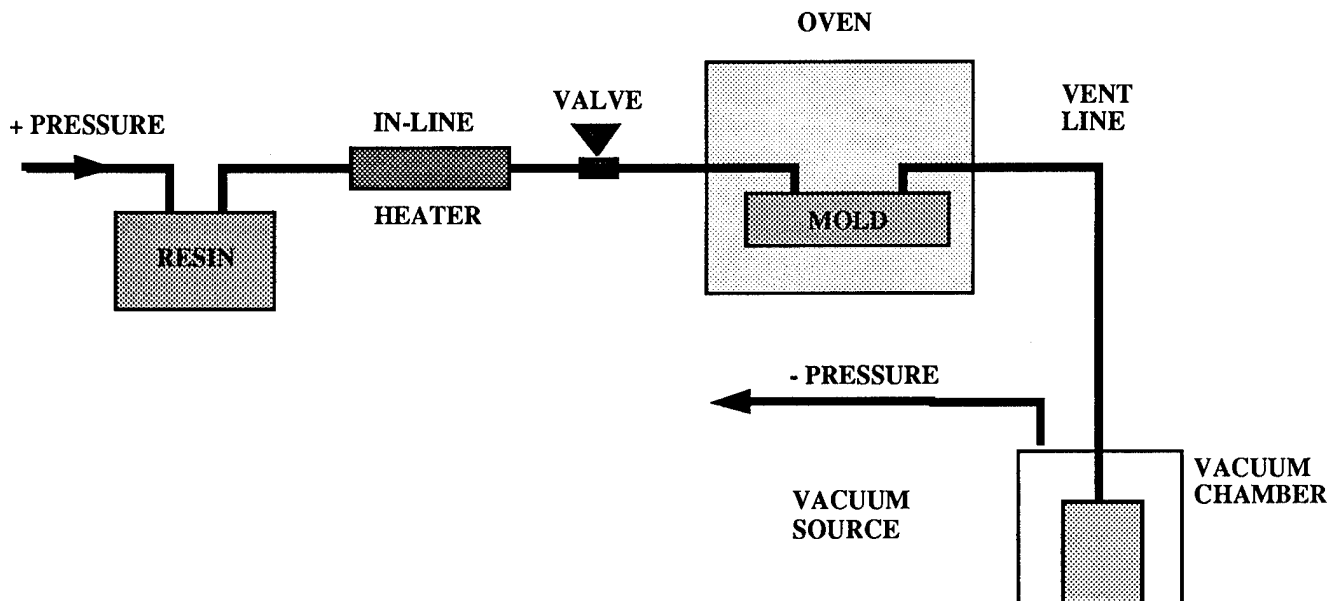 OVEN
+ PRESSURE
IN-LINE
HEATER
VALVE
VENT
LINE
RESIN
MOLD
- PRESSURE
VACUUM
SOURCE
VACUUM
CHAMBER